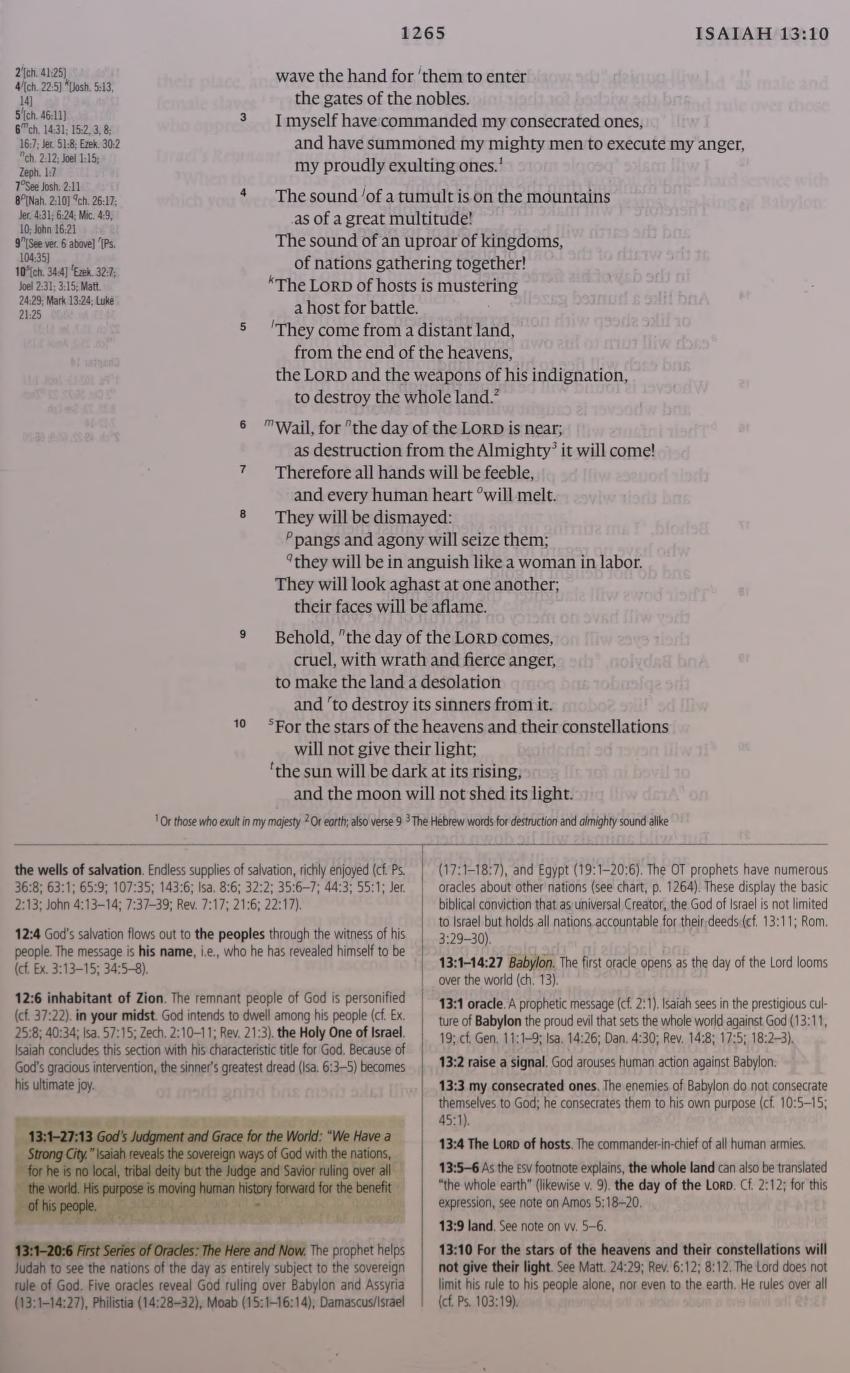 1265
ISAIAH 13:10
2 i[ch. 41:25]
4 j[ch. 22:5] k[Josh. 5:13,
14]
5 l[ch. 46:11]
6 m ch. 14:31; 15:2, 3, 8;
16:7; Jer. 51:8; Ezek. 30:2
n ch. 2:12; Joel 1:15;
Zeph. 1:7
7 o See Josh. 2:11
8 p[Nah. 2:10] q ch. 26:17;
Jer. 4:31; 6:24; Mic. 4:9,
10; John 16:21
9 n[See ver. 6 above] r[Ps.
104:35]
10 s[ch. 34:4] t Ezek. 32:7;
Joel 2:31; 3:15; Matt.
24:29; Mark 13:24; Luke
21:25
wave the hand for i them to enter
the gates of the nobles.
3 I myself have commanded my consecrated ones,
and have summoned my mighty men to execute my anger,
my proudly exulting ones.1
4 The sound j of a tumult is on the mountains
as of a great multitude!
The sound of an uproar of kingdoms,
of nations gathering together!
k The LORD of hosts is mustering
a host for battle.
5 l They come from a distant land,
from the end of the heavens,
the LORD and the weapons of his indignation,
to destroy the whole land.2
6 m Wail, for n the day of the LORD is near;
as destruction from the Almighty3 it will come!
7 Therefore all hands will be feeble,
and every human heart o will melt.
8 They will be dismayed:
p pangs and agony will seize them;
q they will be in anguish like a woman in labor.
They will look aghast at one another;
their faces will be aflame.
9 Behold, n the day of the LORD comes,
cruel, with wrath and fierce anger,
to make the land a desolation
and r to destroy its sinners from it.
10 s For the stars of the heavens and their constellations
will not give their light;
t the sun will be dark at its rising,
and the moon will not shed its light.
1 Or those who exult in my majesty 2 Or earth; also verse 9 3 The Hebrew words for destruction and almighty sound alike
the wells of salvation. Endless supplies of salvation, richly enjoyed (cf. Ps.
36:8; 63:1; 65:9; 107:35; 143:6; Isa. 8:6; 32:2; 35:6–7; 44:3; 55:1; Jer.
2:13; John 4:13–14; 7:37–39; Rev. 7:17; 21:6; 22:17).
12:4 God's salvation flows out to the peoples through the witness of his
people. The message is his name, i.e., who he has revealed himself to be
(cf. Ex. 3:13–15; 34:5–8).
12:6 inhabitant of Zion. The remnant people of God is personified
(cf. 37:22). in your midst. God intends to dwell among his people (cf. Ex.
25:8; 40:34; Isa. 57:15; Zech. 2:10–11; Rev. 21:3). the Holy One of Israel.
Isaiah concludes this section with his characteristic title for God. Because of
God's gracious intervention, the sinner's greatest dread (Isa. 6:3–5) becomes
his ultimate joy.
13:1–27:13 God's Judgment and Grace for the World: "We Have a
Strong City." Isaiah reveals the sovereign ways of God with the nations,
for he is no local, tribal deity but the Judge and Savior ruling over all
the world. His purpose is moving human history forward for the benefit
of his people.
13:1–20:6 First Series of Oracles: The Here and Now. The prophet helps
Judah to see the nations of the day as entirely subject to the sovereign
rule of God. Five oracles reveal God ruling over Babylon and Assyria
(13:1–14:27), Philistia (14:28–32), Moab (15:1–16:14), Damascus/Israel
(17:1–18:7), and Egypt (19:1–20:6). The OT prophets have numerous
oracles about other nations (see chart, p. 1264). These display the basic
biblical conviction that as universal Creator, the God of Israel is not limited
to Israel but holds all nations accountable for their deeds (cf. 13:11; Rom.
3:29–30).
13:1–14:27 Babylon. The first oracle opens as the day of the Lord looms
over the world (ch. 13).
13:1 oracle. A prophetic message (cf. 2:1). Isaiah sees in the prestigious cul-
ture of Babylon the proud evil that sets the whole world against God (13:11,
19; cf. Gen. 11:1–9; Isa. 14:26; Dan. 4:30; Rev. 14:8; 17:5; 18:2–3).
13:2 raise a signal. God arouses human action against Babylon.
13:3 my consecrated ones. The enemies of Babylon do not consecrate
themselves to God; he consecrates them to his own purpose (cf. 10:5–15;
45:1).
13:4 The LORD of hosts. The commander-in-chief of all human armies.
13:5–6 As the ESV footnote explains, the whole land can also be translated
"the whole earth" (likewise v. 9). the day of the LORD. Cf. 2:12; for this
expression, see note on Amos 5:18–20.
13:9 land. See note on vv. 5–6.
13:10 For the stars of the heavens and their constellations will
not give their light. See Matt. 24:29; Rev. 6:12; 8:12. The Lord does not
limit his rule to his people alone, nor even to the earth. He rules over all
(cf. Ps. 103:19).